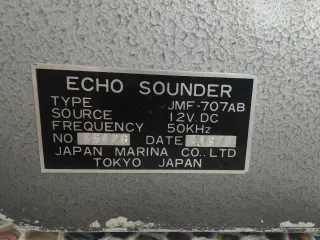 ECHO SOUNDER
TYPE JMF-707AB
SOURCE 12V DC
FREQUENCY 50KHz
NO DATE
JAPAN MARINA CO., LTD
TOKYO JAPAN